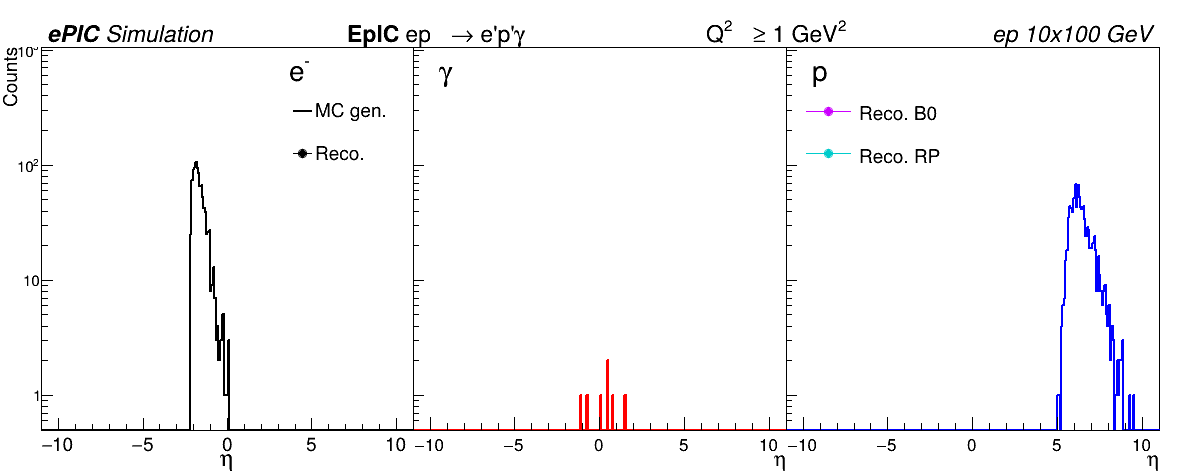 ePIC Simulation EpIC ep → e'p'γ Q² ≥ 1 GeV² ep 10x100 GeV
Counts
10³
10²
10
1
e⁻
MC gen.
Reco.
γ
p
Reco. B0
Reco. RP
−10 −5 0 5 10 −10 −5 0 5 10 −10 −5 0 5 10
η η η